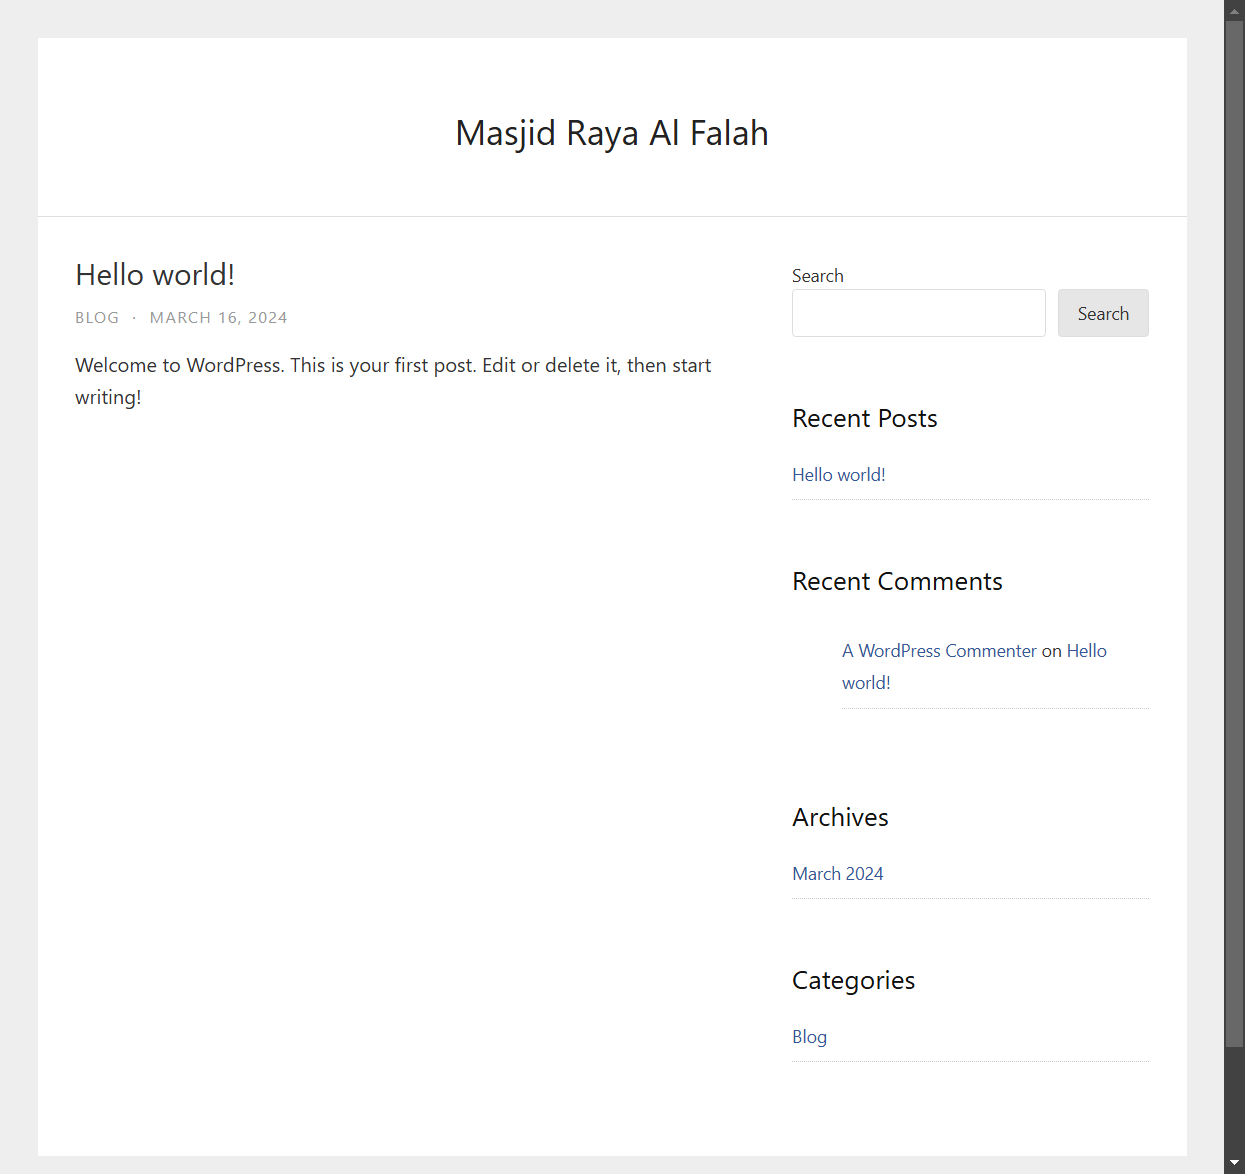 Masjid Raya Al Falah
Hello world!
BLOG · MARCH 16, 2024
Welcome to WordPress. This is your first post. Edit or delete it, then start
writing!
Search
Search
Recent Posts
Hello world!
Recent Comments
A WordPress Commenter on Hello
world!
Archives
March 2024
Categories
Blog